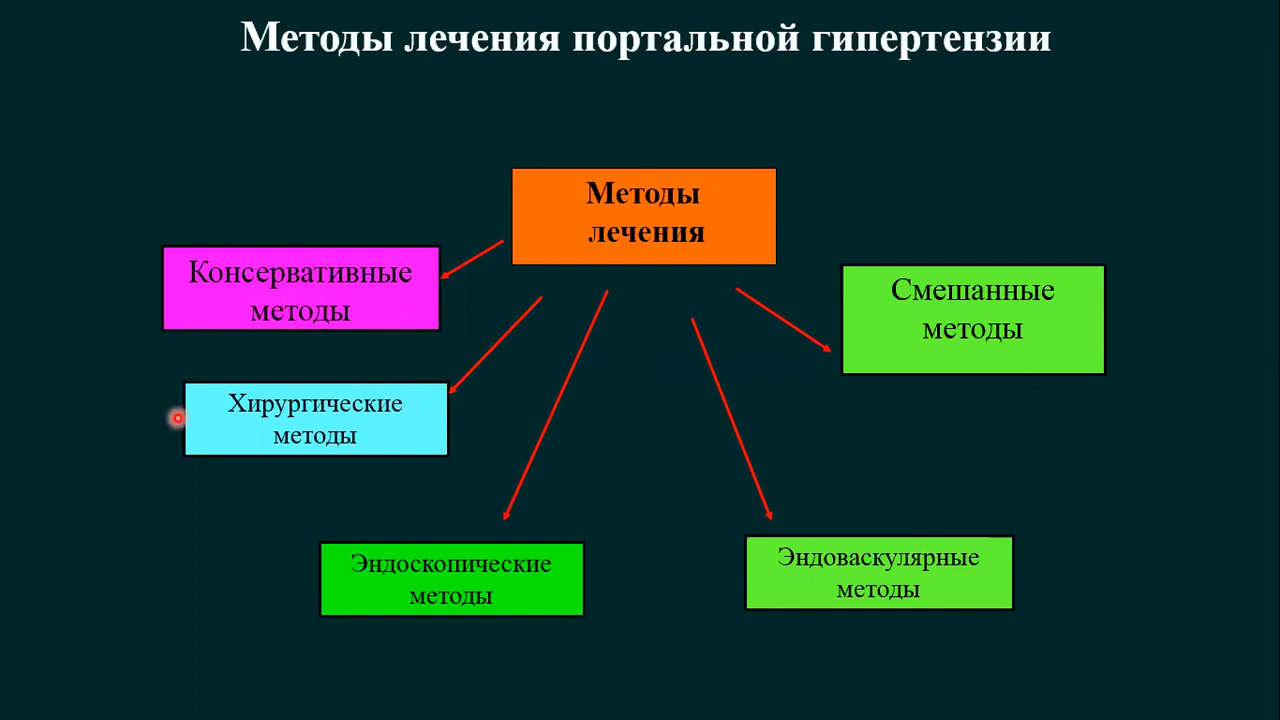 Методы лечения портальной гипертензии
Методы
лечения
Консервативные
методы
Смешанные
методы
Хирургические
методы
Эндоскопические
методы
Эндоваскулярные
методы